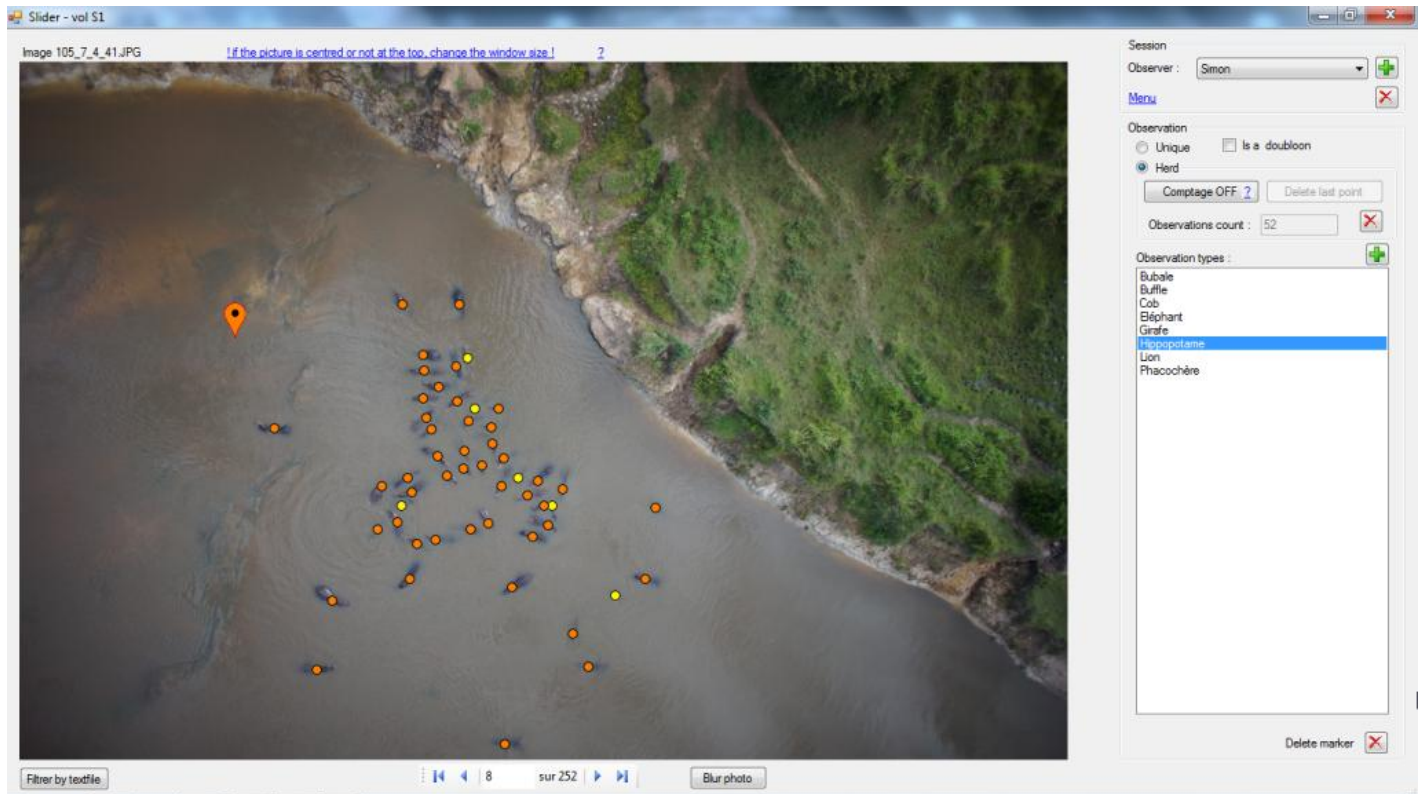 Slider - vol S1
Image 105_7_4_41.JPG
! if the picture is centred or not at the top, change the window size !
?
Session
Observer :
Simon
Menu
Observation
Unique
Is a doubloon
Herd
Comptage OFF ?
Delete last point
Observations count :
52
Observation types :
Bubale
Buffle
Cob
Eléphant
Girafe
Hippopotame
Lion
Phacochère
Delete marker
Filtrer by textfile
8
sur 252
Blur photo